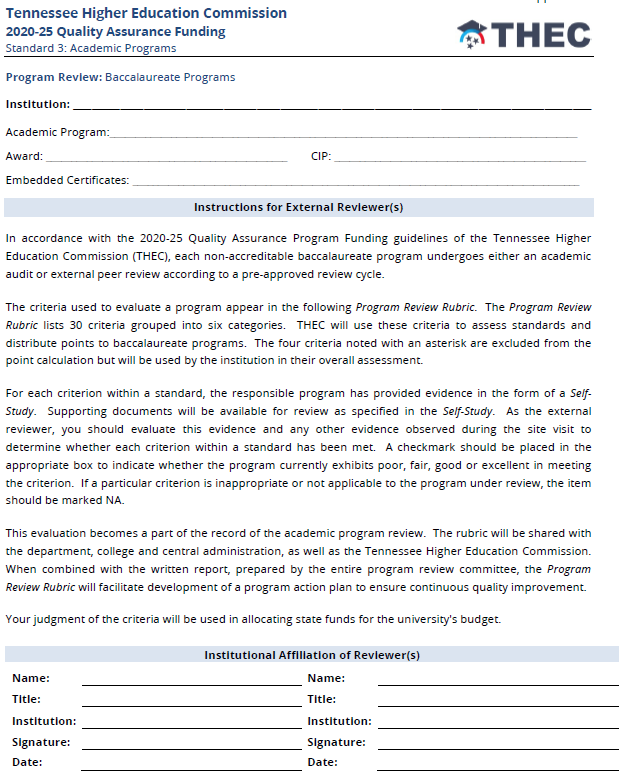 Tennessee Higher Education Commission
2020-25 Quality Assurance Funding
Standard 3: Academic Programs
THEC
Program Review: Baccalaureate Programs
Institution:
Academic Program:
Award: CIP:
Embedded Certificates:
Instructions for External Reviewer(s)
In accordance with the 2020-25 Quality Assurance Program Funding guidelines of the Tennessee Higher
Education Commission (THEC), each non-accreditable baccalaureate program undergoes either an academic
audit or external peer review according to a pre-approved review cycle.
The criteria used to evaluate a program appear in the following Program Review Rubric. The Program Review
Rubric lists 30 criteria grouped into six categories. THEC will use these criteria to assess standards and
distribute points to baccalaureate programs. The four criteria noted with an asterisk are excluded from the
point calculation but will be used by the institution in their overall assessment.
For each criterion within a standard, the responsible program has provided evidence in the form of a Self-
Study. Supporting documents will be available for review as specified in the Self-Study. As the external
reviewer, you should evaluate this evidence and any other evidence observed during the site visit to
determine whether each criterion within a standard has been met. A checkmark should be placed in the
appropriate box to indicate whether the program currently exhibits poor, fair, good or excellent in meeting
the criterion. If a particular criterion is inappropriate or not applicable to the program under review, the item
should be marked NA.
This evaluation becomes a part of the record of the academic program review. The rubric will be shared with
the department, college and central administration, as well as the Tennessee Higher Education Commission.
When combined with the written report, prepared by the entire program review committee, the Program
Review Rubric will facilitate development of a program action plan to ensure continuous quality improvement.
Your judgment of the criteria will be used in allocating state funds for the university's budget.
Institutional Affiliation of Reviewer(s)
Name: Name:
Title: Title:
Institution: Institution:
Signature: Signature:
Date: Date: